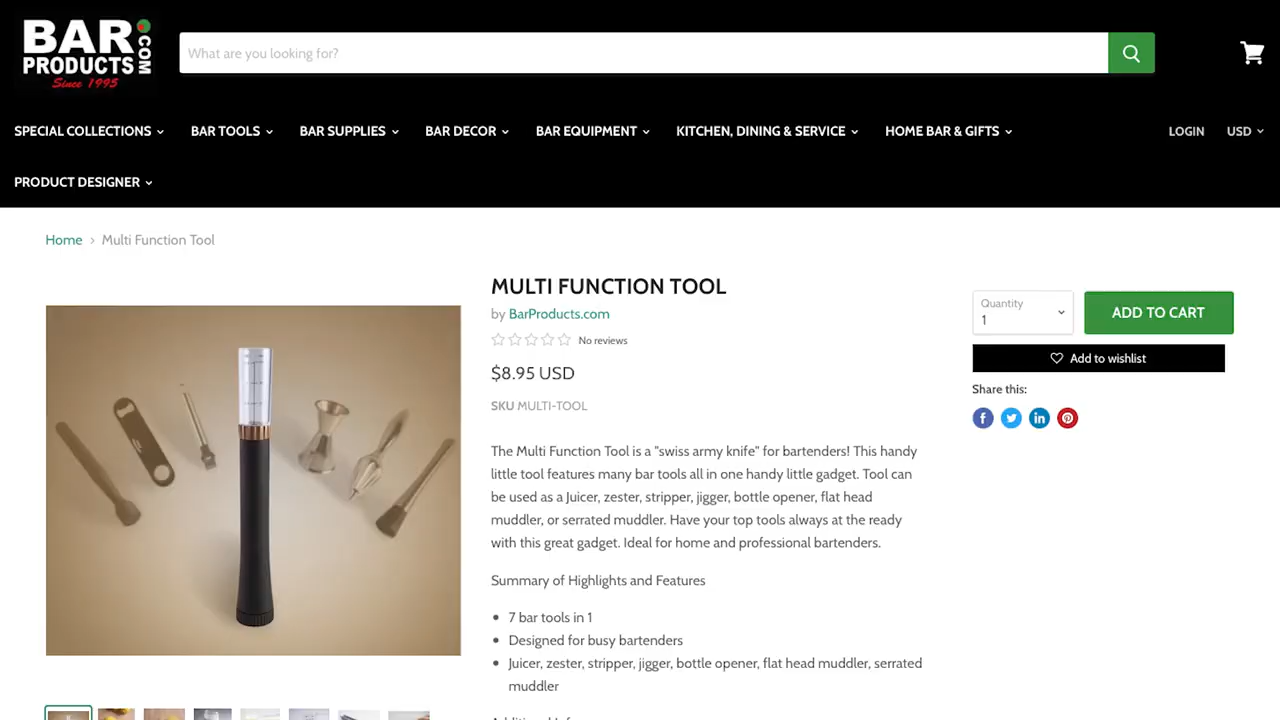 BAR
PRODUCTS
.COM
Since 1995
What are you looking for?
SPECIAL COLLECTIONS
BAR TOOLS
BAR SUPPLIES
BAR DECOR
BAR EQUIPMENT
KITCHEN, DINING & SERVICE
HOME BAR & GIFTS
LOGIN
USD
PRODUCT DESIGNER
Home > Multi Function Tool
MULTI FUNCTION TOOL
by BarProducts.com
No reviews
$8.95 USD
SKU MULTI-TOOL
The Multi Function Tool is a "swiss army knife" for bartenders! This handy
little tool features many bar tools all in one handy little gadget. Tool can
be used as a Juicer, zester, stripper, jigger, bottle opener, flat head
muddler, or serrated muddler. Have your top tools always at the ready
with this great gadget. Ideal for home and professional bartenders.
Summary of Highlights and Features
• 7 bar tools in 1
• Designed for busy bartenders
• Juicer, zester, stripper, jigger, bottle opener, flat head muddler, serrated
muddler
Quantity
1
ADD TO CART
Add to wishlist
Share this: